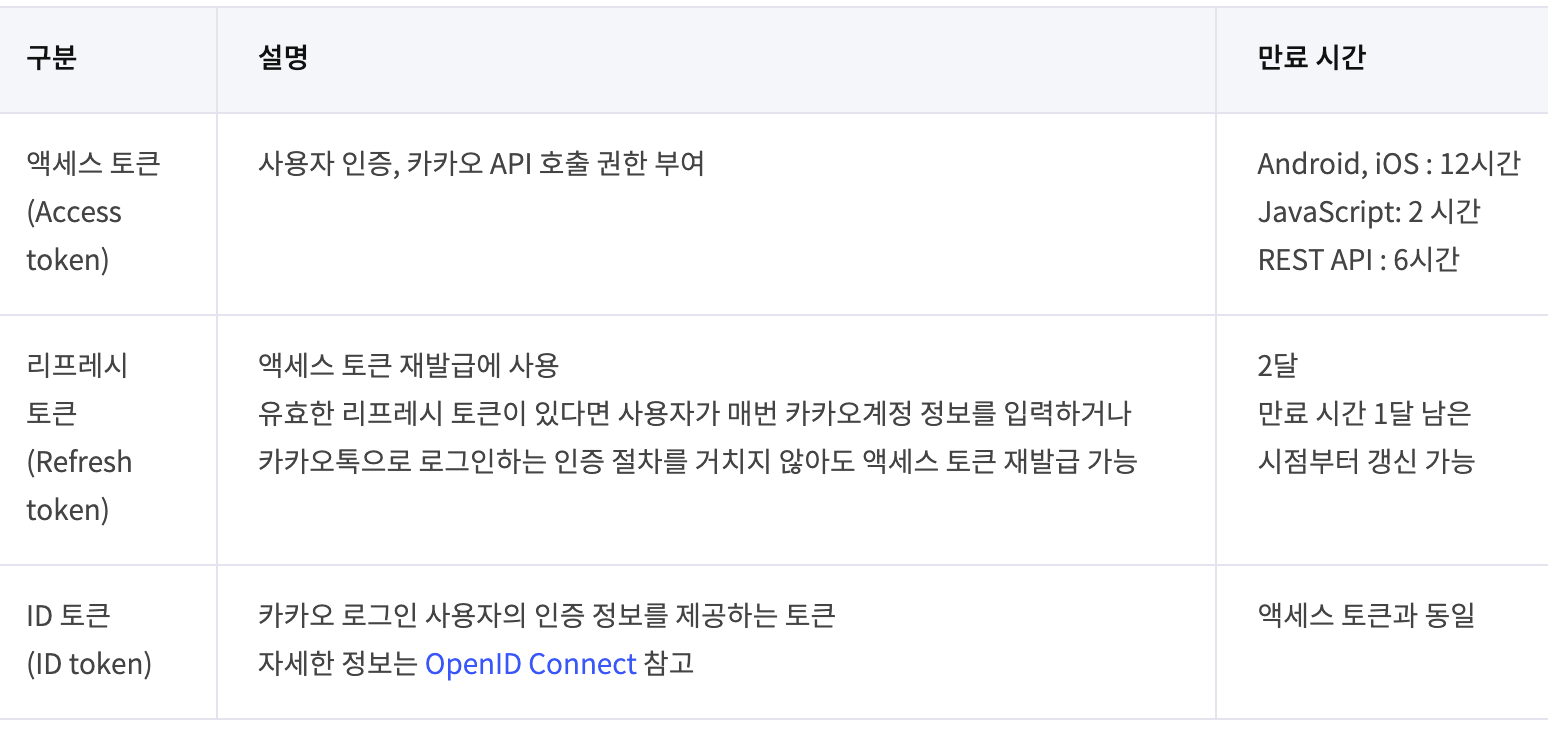 구분
설명
만료 시간
액세스 토큰
(Access
token)
사용자 인증, 카카오 API 호출 권한 부여
Android, iOS : 12시간
JavaScript: 2 시간
REST API : 6시간
리프레시
토큰
(Refresh
token)
액세스 토큰 재발급에 사용
유효한 리프레시 토큰이 있다면 사용자가 매번 카카오계정 정보를 입력하거나
카카오톡으로 로그인하는 인증 절차를 거치지 않아도 액세스 토큰 재발급 가능
2달
만료 시간 1달 남은
시점부터 갱신 가능
ID 토큰
(ID token)
카카오 로그인 사용자의 인증 정보를 제공하는 토큰
자세한 정보는 OpenID Connect 참고
액세스 토큰과 동일